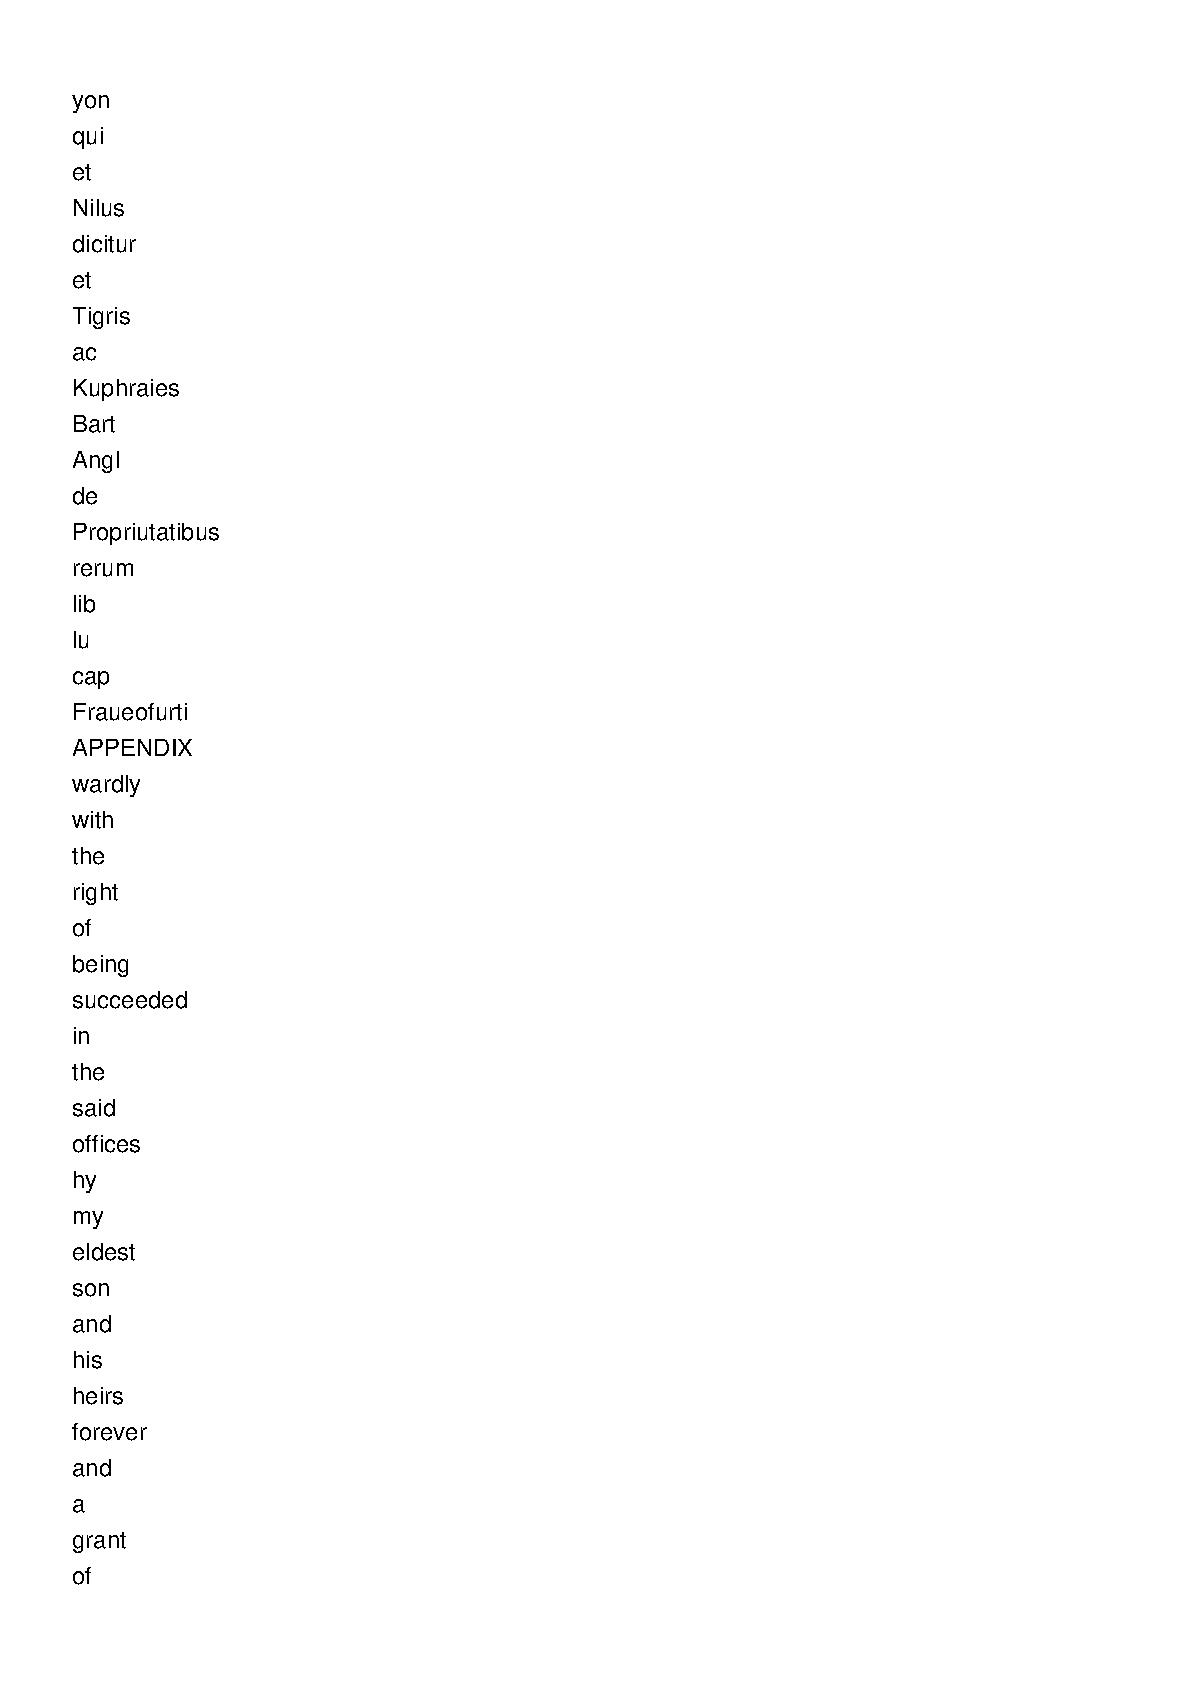 yon
qui
et
Nilus
dicitur
et
Tigris
ac
Kuphraies
Bart
Angl
de
Propriutatibus
rerum
lib
lu
cap
Fraueofurti
APPENDIX
wardly
with
the
right
of
being
succeeded
in
the
said
offices
hy
my
eldest
son
and
his
heirs
forever
and
a
grant
of